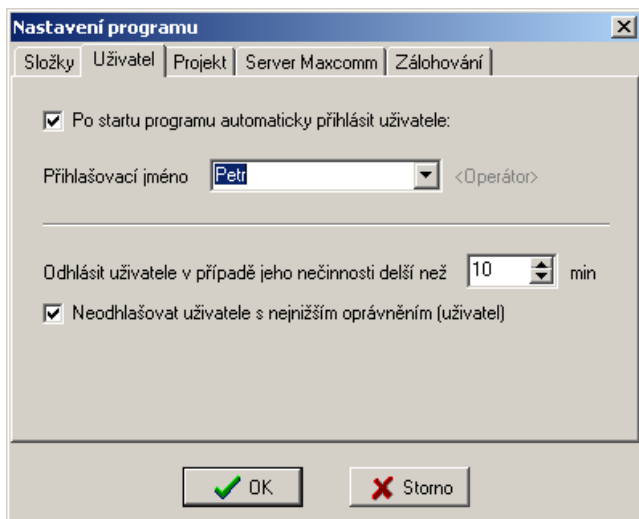 Nastavení programu
Složky Uživatel Projekt Server Maxcomm Zálohování
Po startu programu automaticky přihlásit uživatele:
Přihlašovací jméno Petr <Operátor>
Odhlásit uživatele v případě jeho nečinnosti delší než 10 min
Neodhlašovat uživatele s nejnižším oprávněním (uživatel)
OK Storno